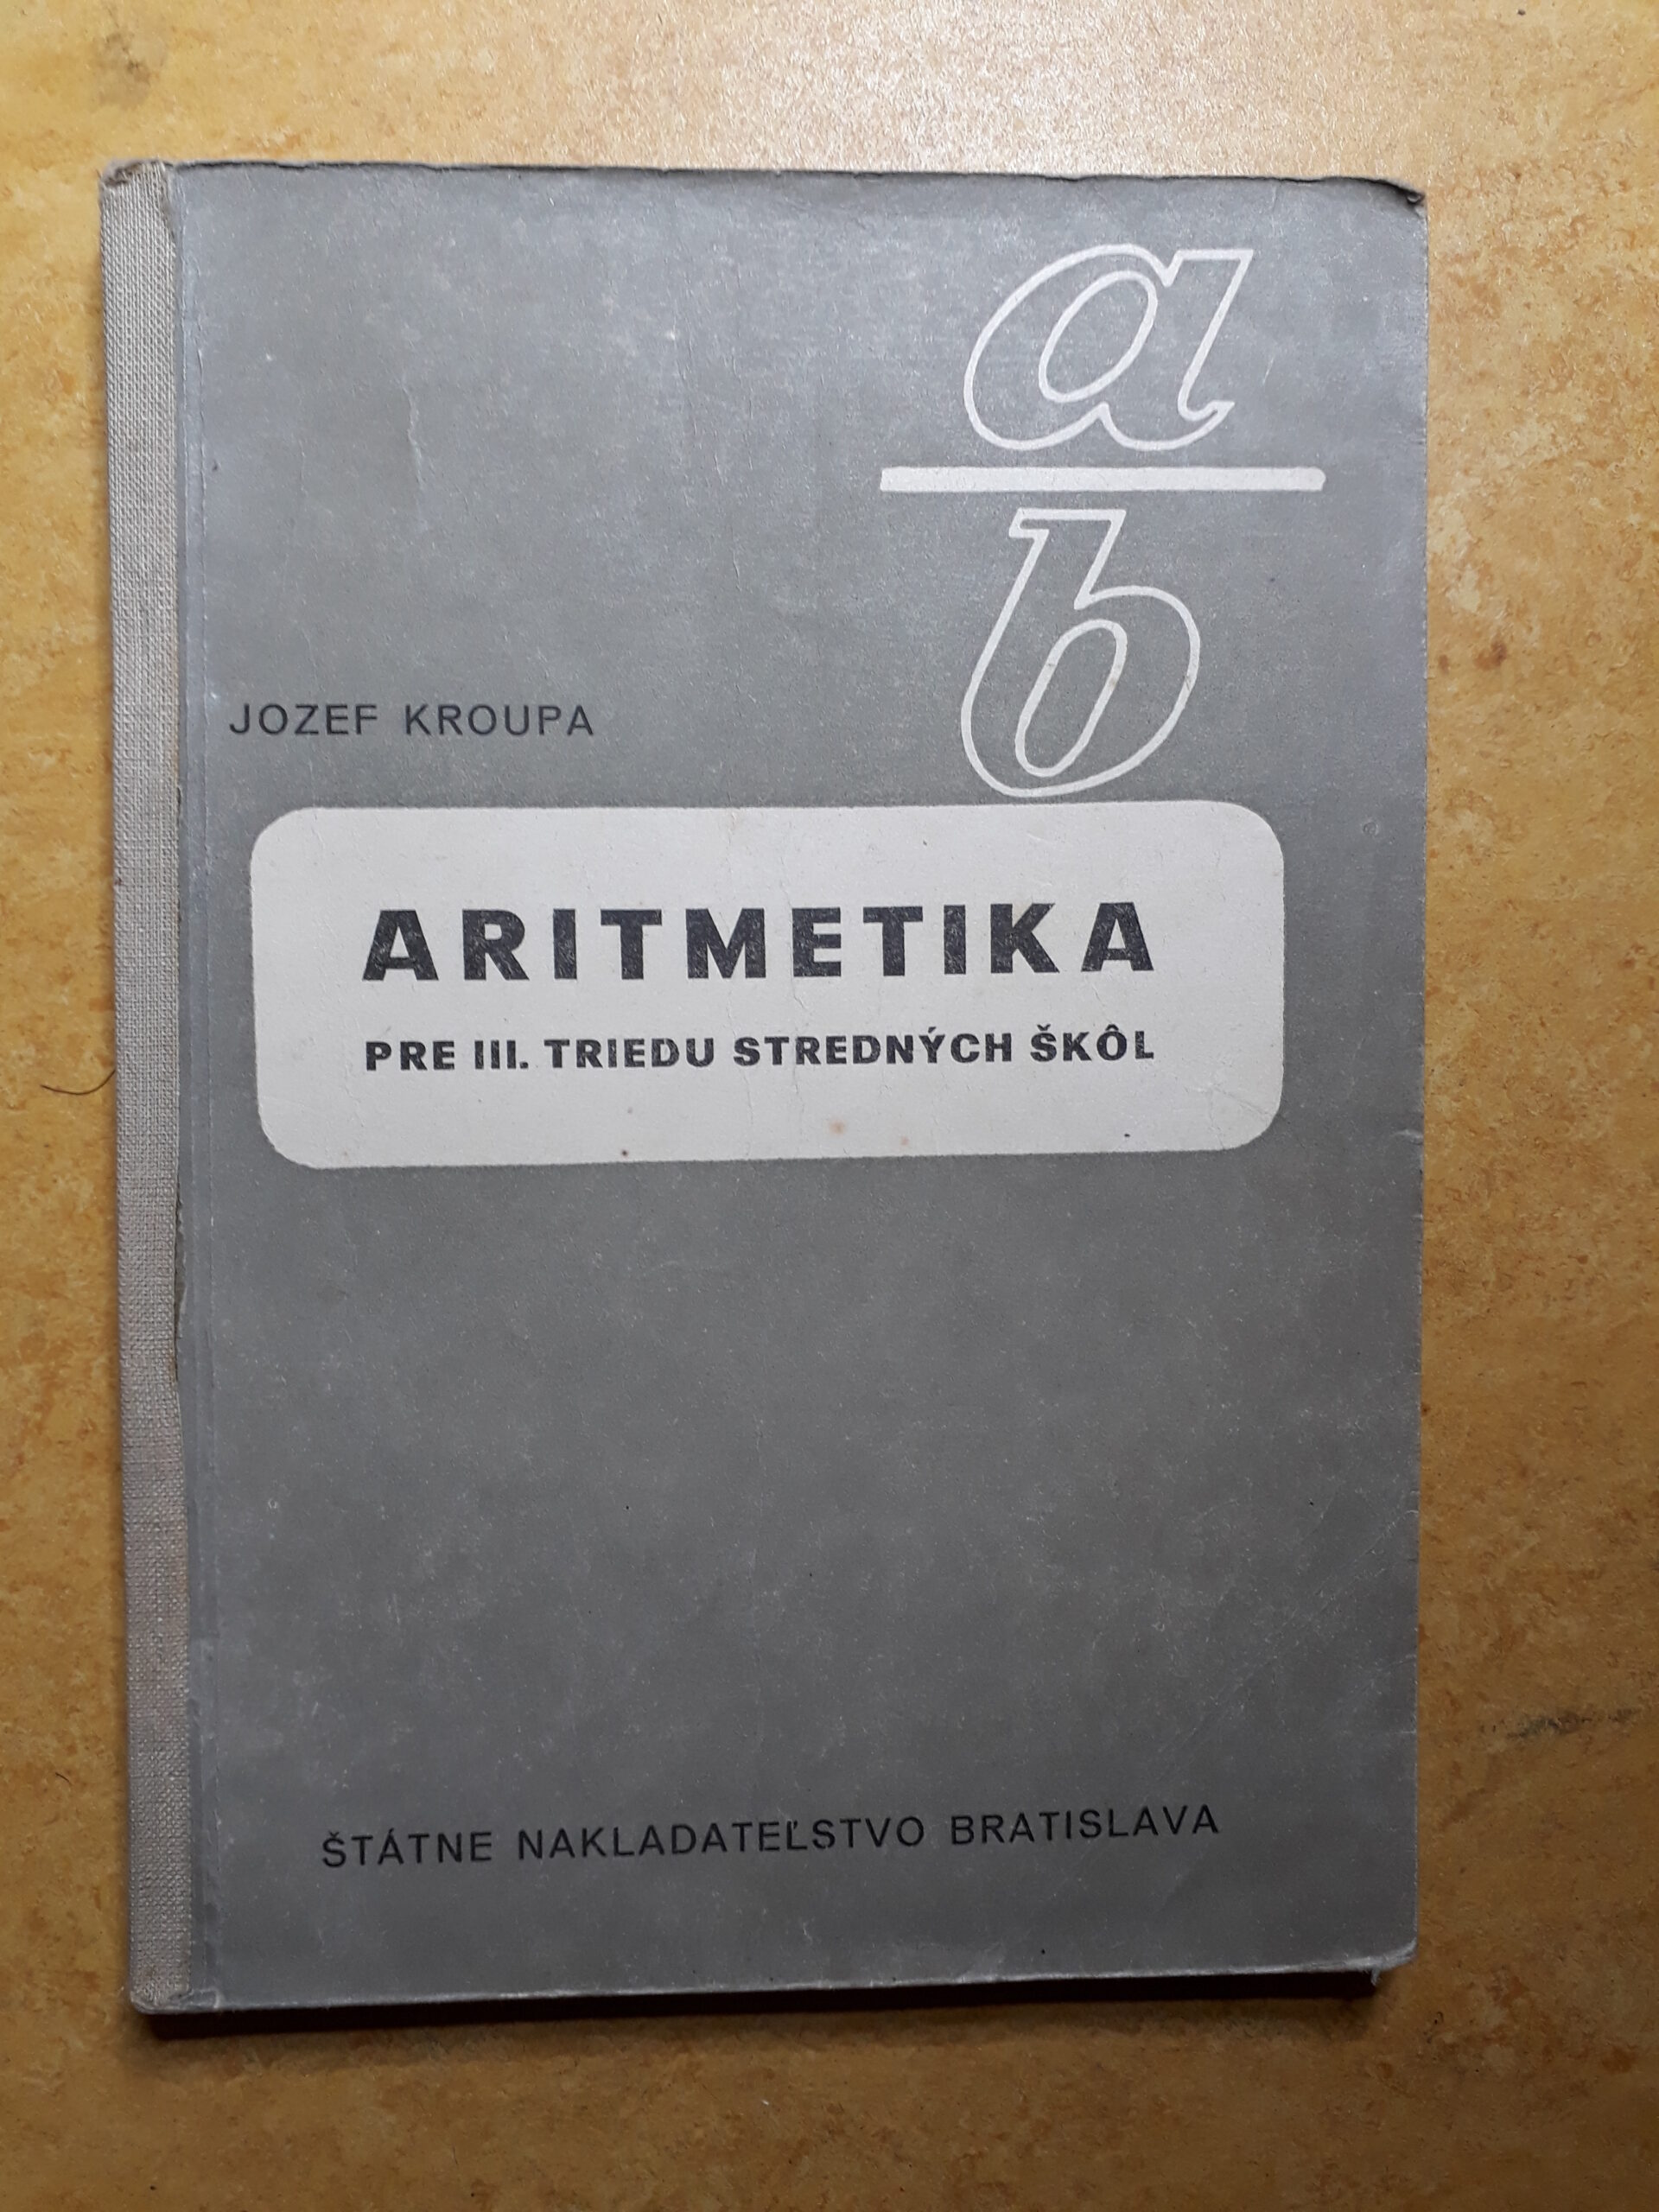 a
b
JOZEF KROUPA
ARITMETIKA
PRE III. TRIEDU STREDNÝCH ŠKÔL
ŠTÁTNE NAKLADATEĽSTVO BRATISLAVA